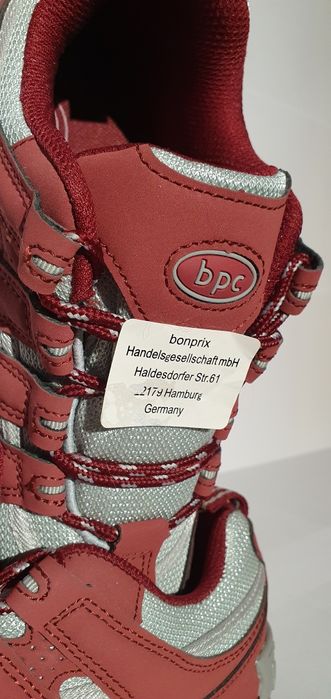 bpc
bonprix
Handelsgesellschaft mbH
Haldesdorfer Str.61
22179 Hamburg
Germany